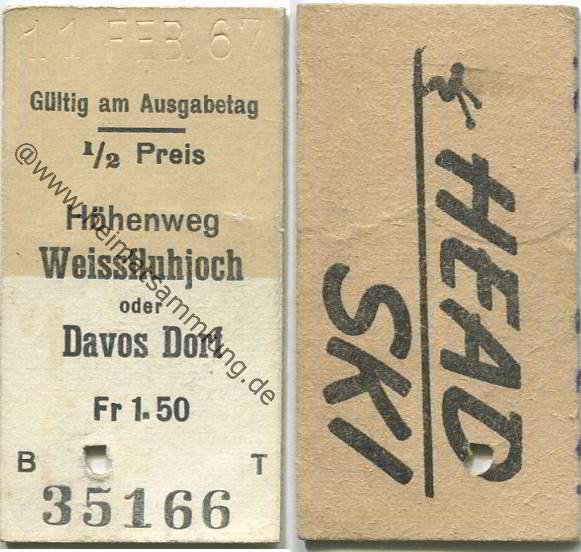 11 FEB. 67
Gültig am Ausgabetag
1/2 Preis
Höhenweg
Weissfluhjoch
oder
Davos Dorf
Fr 1.50
B T
35166
@www.heimatsammlung.de
HEAD
SKI